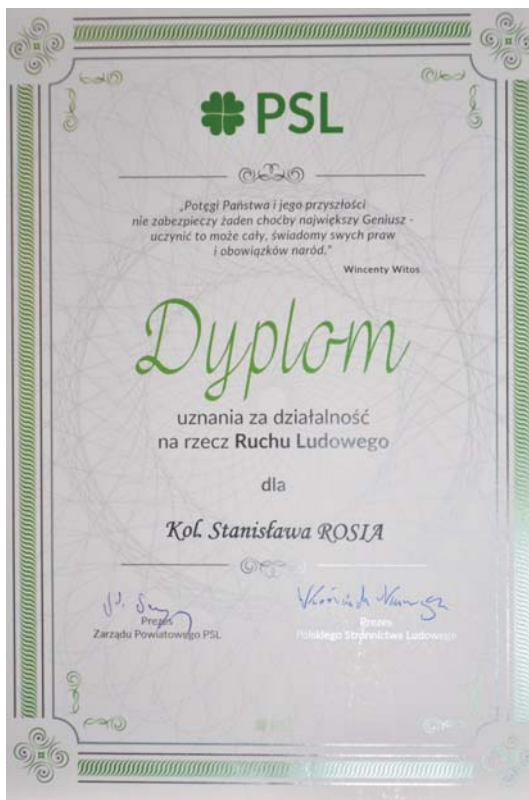 PSL
„Potęgi Państwa i jego przyszłości
nie zabezpieczy żaden choćby największy Geniusz -
uczynić to może cały, świadomy swych praw
i obowiązków naród."
Wincenty Witos
Dyplom
uznania za działalność
na rzecz Ruchu Ludowego
dla
Kol. Stanisława ROSIA
Prezes
Zarządu Powiatowego PSL
Prezes
Polskiego Stronnictwa Ludowego
PSL